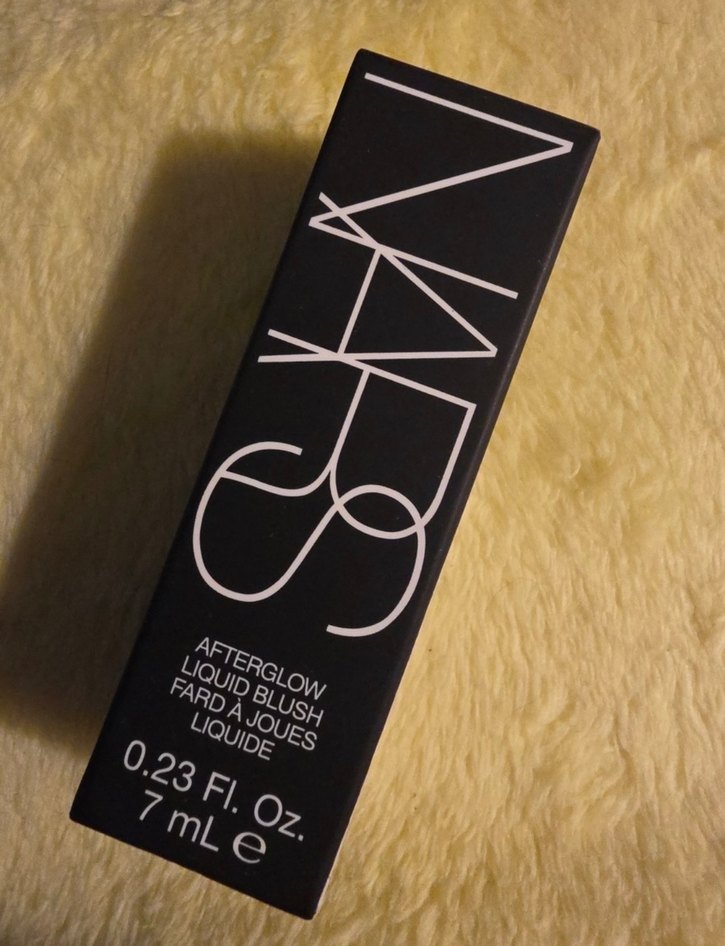 NARS
AFTERGLOW
LIQUID BLUSH
FARD À JOUES
LIQUIDE
0.23 Fl. Oz.
7 mL ℮